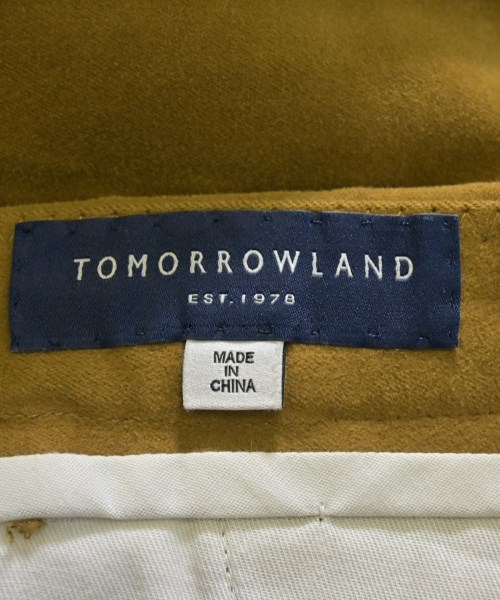 TOMORROWLAND
EST. 1978
MADE
IN
CHINA